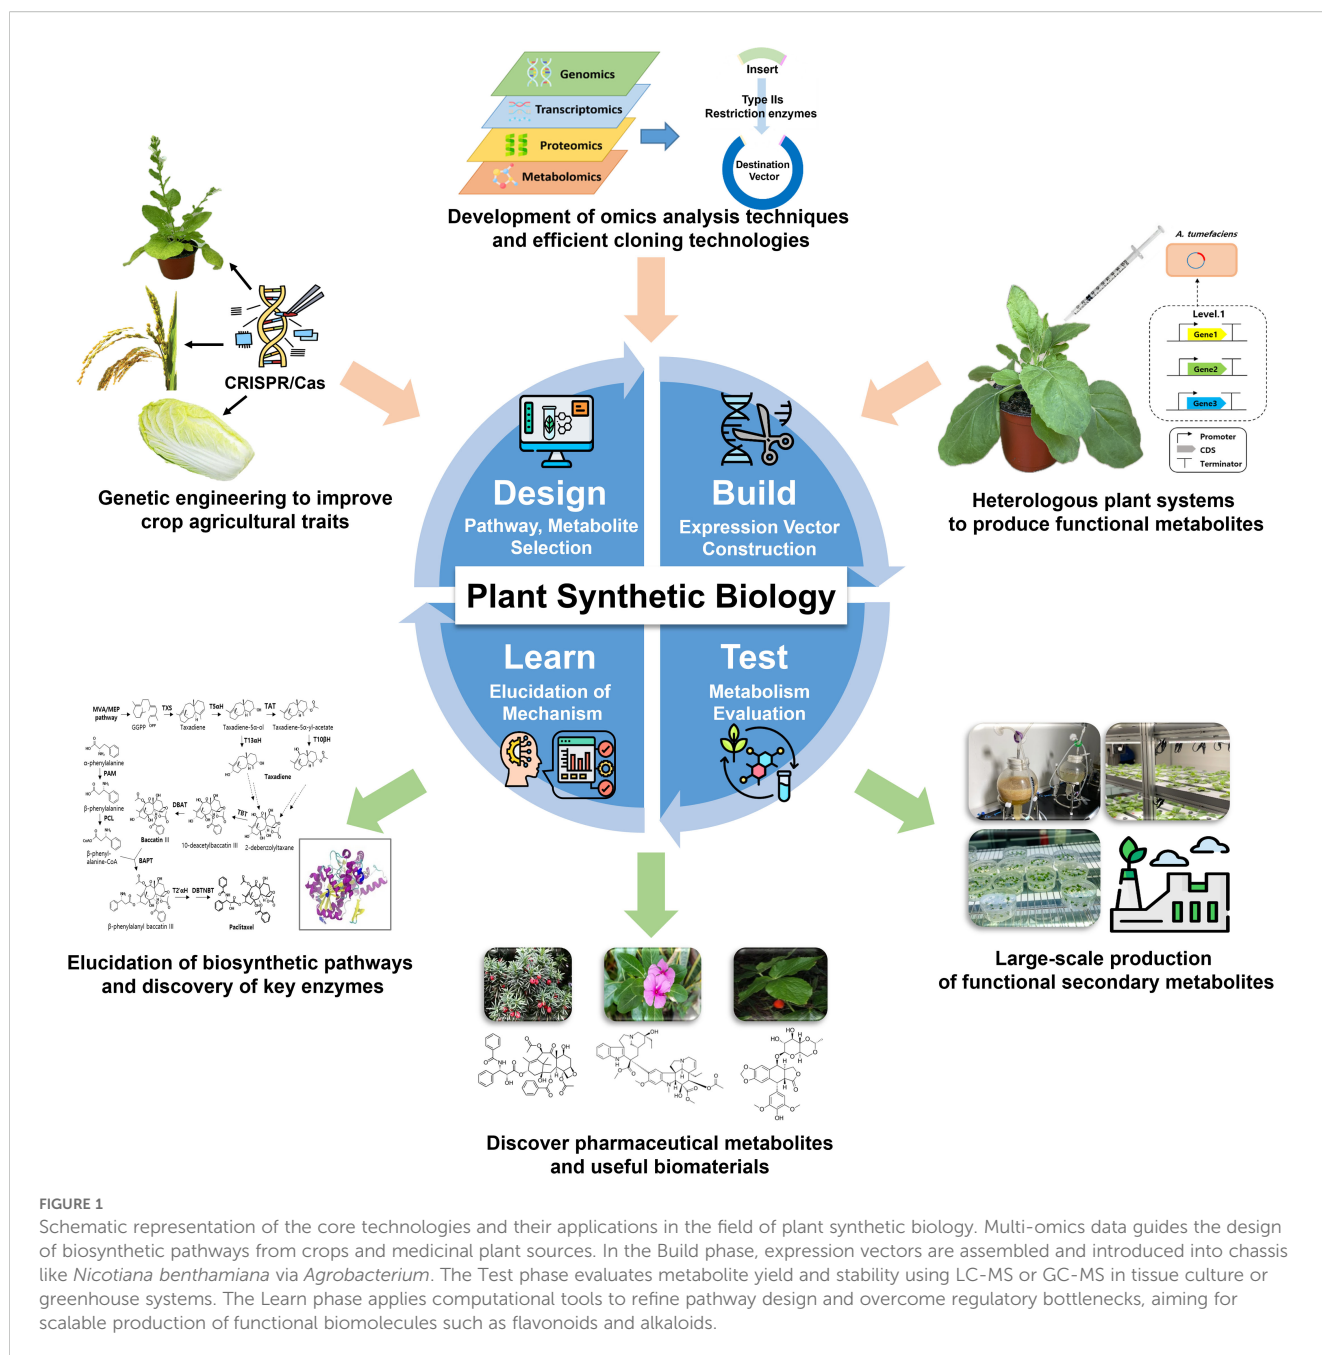 Genomics
Transcriptomics
Proteomics
Metabolomics
Insert
Type IIs
Restriction enzymes
Destination
Vector
Development of omics analysis techniques
and efficient cloning technologies
CRISPR/Cas
Genetic engineering to improve
crop agricultural traits
A. tumefaciens
Level.1
Gene1
Gene2
Gene3
Promoter
CDS
Terminator
Heterologous plant systems
to produce functional metabolites
Design
Pathway, Metabolite
Selection
Build
Expression Vector
Construction
Plant Synthetic Biology
Learn
Elucidation of
Mechanism
Test
Metabolism
Evaluation
MVA/MEP
pathway
GGPP
TXS
Taxadiene
T5αH
Taxadiene-5α-ol
TAT
Taxadiene-5α-yl-acetate
T13αH
T10βH
Taxadiene
α-phenylalanine
PAM
β-phenylalanine
PCL
β-phenyl-
alanine-CoA
BAPT
Baccatin III
DBAT
10-deacetylbaccatin III
TBT
2-debenzolyltaxane
β-phenylalanyl baccatin III
T2'αH
DBTNBT
Paclitaxel
Elucidation of biosynthetic pathways
and discovery of key enzymes
Discover pharmaceutical metabolites
and useful biomaterials
Large-scale production
of functional secondary metabolites
FIGURE 1
Schematic representation of the core technologies and their applications in the field of plant synthetic biology. Multi-omics data guides the design
of biosynthetic pathways from crops and medicinal plant sources. In the Build phase, expression vectors are assembled and introduced into chassis
like Nicotiana benthamiana via Agrobacterium. The Test phase evaluates metabolite yield and stability using LC-MS or GC-MS in tissue culture or
greenhouse systems. The Learn phase applies computational tools to refine pathway design and overcome regulatory bottlenecks, aiming for
scalable production of functional biomolecules such as flavonoids and alkaloids.